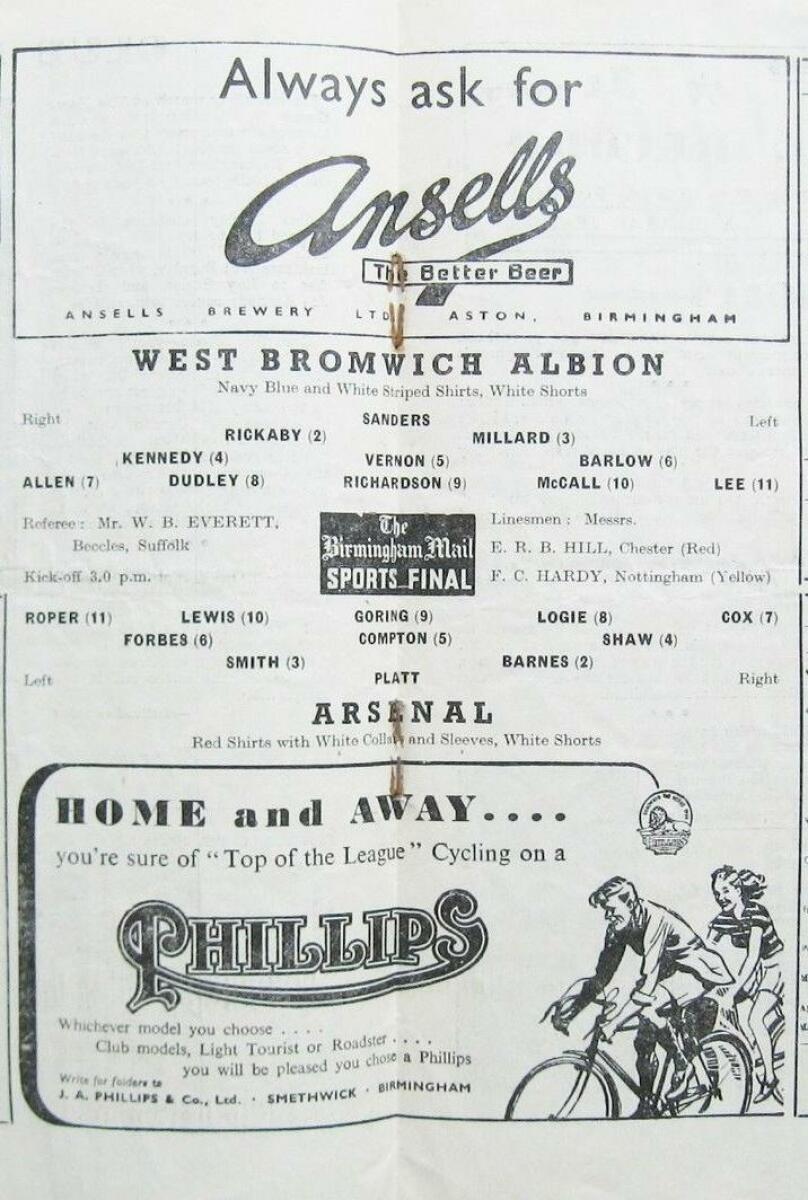 Always ask for
Ansells
The Better Beer
ANSELLS BREWERY LTD ASTON, BIRMINGHAM
WEST BROMWICH ALBION
Navy Blue and White Striped Shirts, White Shorts
Right SANDERS Left
RICKABY (2) MILLARD (3)
KENNEDY (4) VERNON (5) BARLOW (6)
ALLEN (7) DUDLEY (8) RICHARDSON (9) McCALL (10) LEE (11)
Referee: Mr. W. B. EVERETT,
Beccles, Suffolk
Kick-off 3.0 p.m.
The
Birmingham Mail
SPORTS FINAL
Linesmen: Messrs.
E. R. B. HILL, Chester (Red)
F. C. HARDY, Nottingham (Yellow)
ROPER (11) LEWIS (10) GORING (9) LOGIE (8) COX (7)
FORBES (6) COMPTON (5) SHAW (4)
SMITH (3) BARNES (2)
Left PLATT Right
ARSENAL
Red Shirts with White Collars and Sleeves, White Shorts
HOME and AWAY....
you're sure of "Top of the League" Cycling on a
PHILLIPS
Whichever model you choose ....
Club models, Light Tourist or Roadster ....
you will be pleased you chose a Phillips
Write for folders to
J. A. PHILLIPS & Co., Ltd. · SMETHWICK · BIRMINGHAM